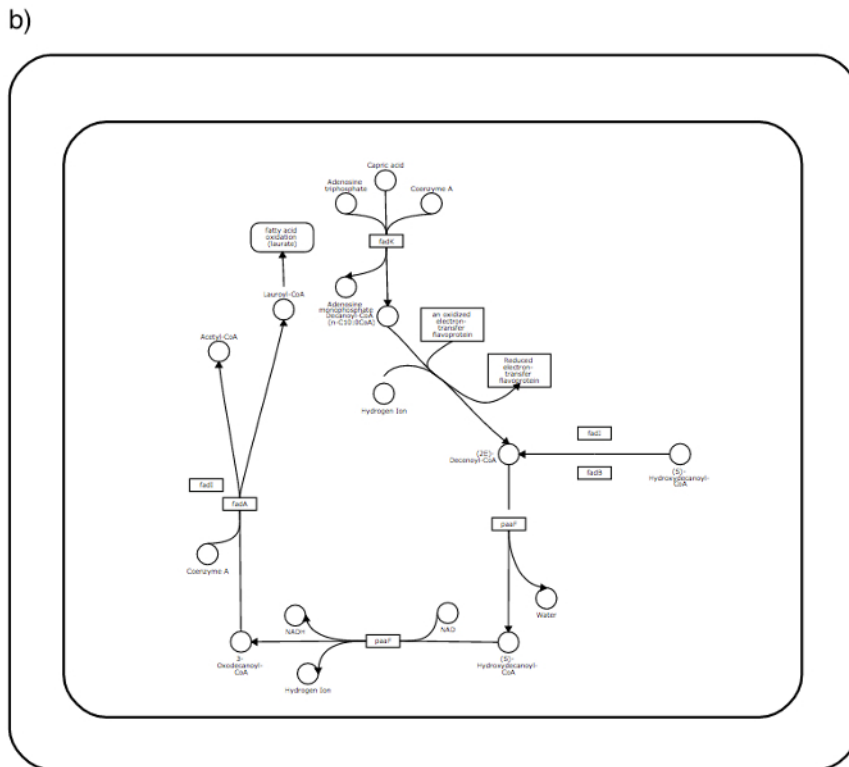 b)
Capric acid
Adenosine
triphosphate
Coenzyme A
fadK
fatty acid
oxidation
(laurate)
Lauroyl-CoA
Adenosine
monophosphate
Decanoyl-CoA
(n-C10:0CoA)
an oxidized
electron-
transfer
flavoprotein
Acetyl-CoA
Reduced
electron-
transfer
flavoprotein
Hydrogen Ion
(2E)-
Decenoyl-CoA
fadJ
fadB
(S)-
Hydroxydecanoyl-
CoA
fadI
fadA
paaF
Coenzyme A
Water
NADH
NAD
paaF
3-
Oxodecanoyl-
CoA
Hydrogen Ion
(S)-
Hydroxydecanoyl-
CoA